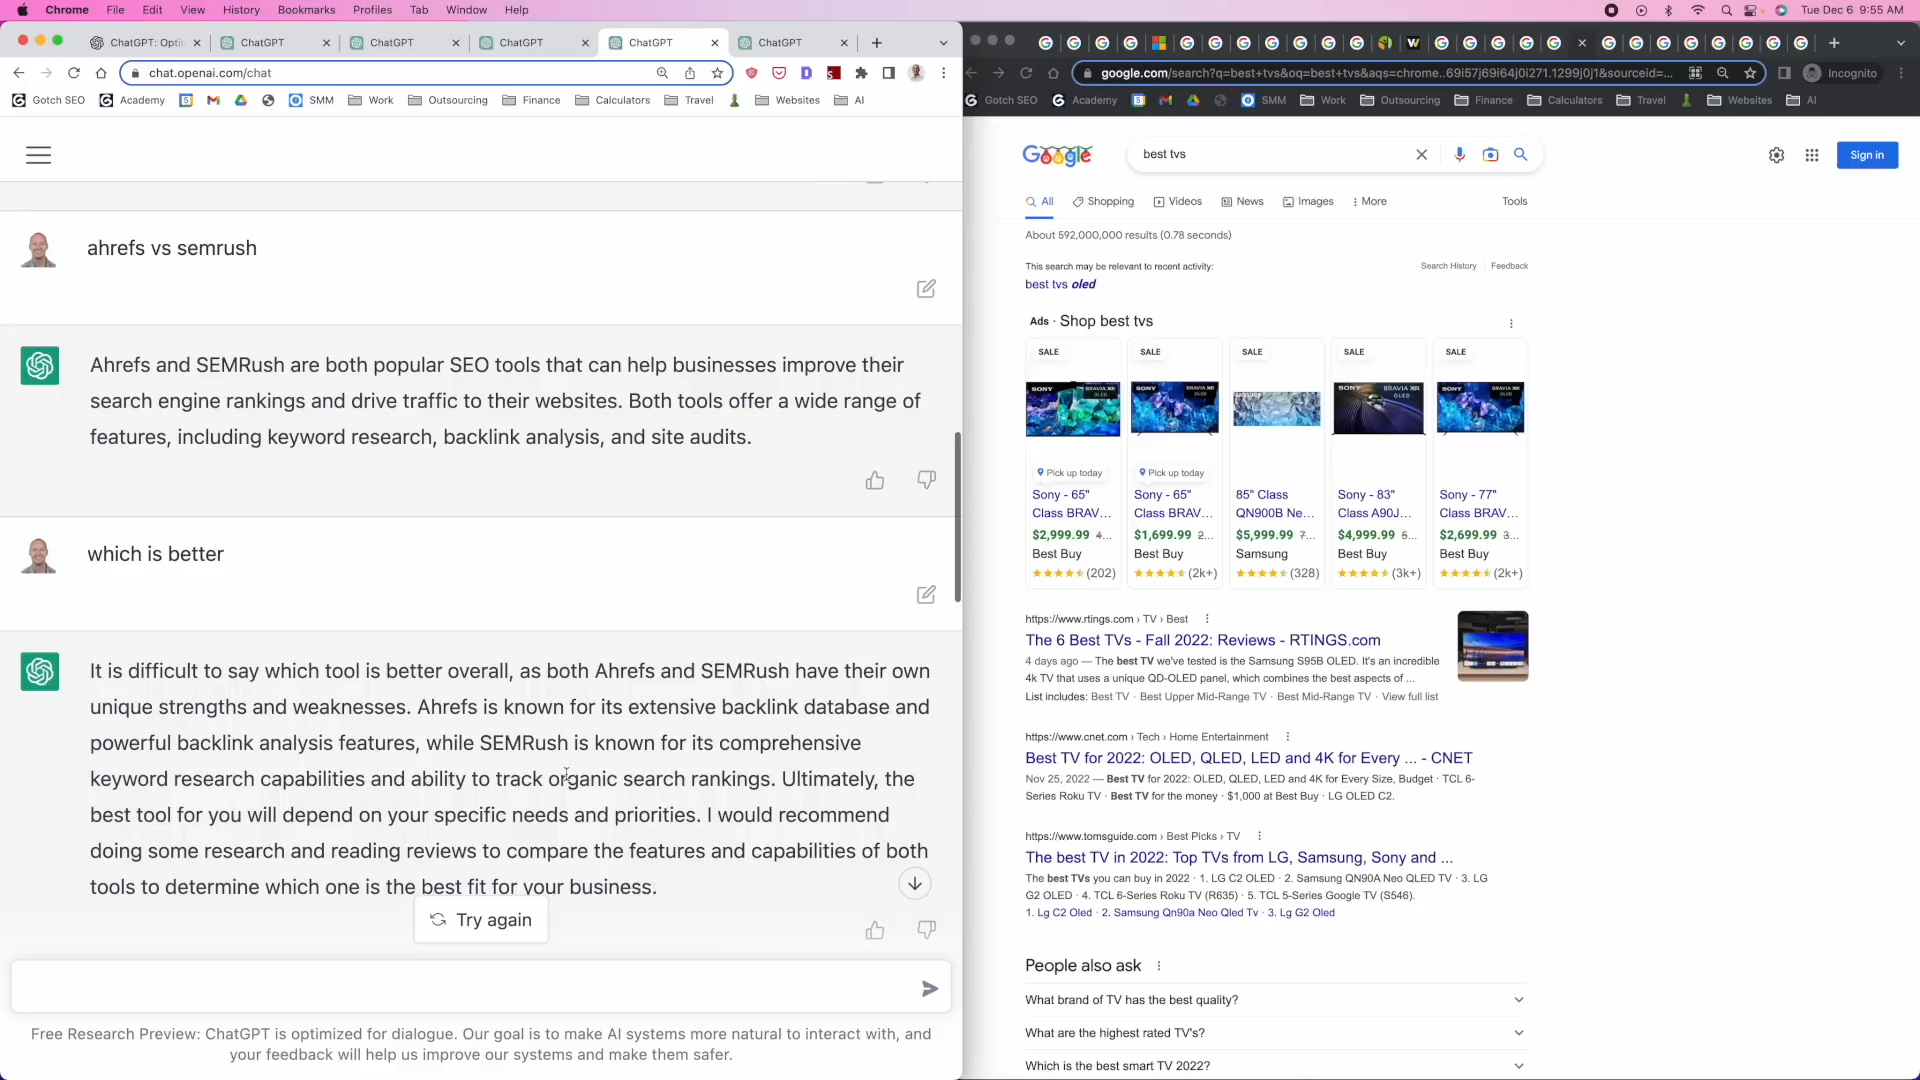 Chrome File Edit View History Bookmarks Profiles Tab Window Help
Tue Dec 6 9:55 AM
ChatGPT: Opti
ChatGPT
ChatGPT
ChatGPT
ChatGPT
ChatGPT
chat.openai.com/chat
Gotch SEO Academy SMM Work Outsourcing Finance Calculators Travel Websites AI
ahrefs vs semrush
Ahrefs and SEMRush are both popular SEO tools that can help businesses improve their
search engine rankings and drive traffic to their websites. Both tools offer a wide range of
features, including keyword research, backlink analysis, and site audits.
which is better
It is difficult to say which tool is better overall, as both Ahrefs and SEMRush have their own
unique strengths and weaknesses. Ahrefs is known for its extensive backlink database and
powerful backlink analysis features, while SEMRush is known for its comprehensive
keyword research capabilities and ability to track organic search rankings. Ultimately, the
best tool for you will depend on your specific needs and priorities. I would recommend
doing some research and reading reviews to compare the features and capabilities of both
tools to determine which one is the best fit for your business.
Try again
Free Research Preview: ChatGPT is optimized for dialogue. Our goal is to make AI systems more natural to interact with, and
your feedback will help us improve our systems and make them safer.
google.com/search?q=best+tvs&oq=best+tvs&aqs=chrome..69i57j69i64j0i271.1299j0j1&sourceid=...
Incognito
Gotch SEO Academy SMM Work Outsourcing Finance Calculators Travel Websites AI
Google
best tvs
Sign in
All Shopping Videos News Images More Tools
About 592,000,000 results (0.78 seconds)
This search may be relevant to recent activity: Search History Feedback
best tvs oled
Ads · Shop best tvs
SALE SALE SALE SALE SALE
SONY BRAVIA XR OLED SONY BRAVIA XR OLED SONY BRAVIA XR OLED SONY BRAVIA XR OLED
Pick up today Pick up today
Sony - 65" Sony - 65" 85" Class Sony - 83" Sony - 77"
Class BRAV... Class BRAV... QN900B Ne... Class A90J... Class BRAV...
$2,999.99 4... $1,699.99 2... $5,999.99 7... $4,999.99 5... $2,699.99 3...
Best Buy Best Buy Samsung Best Buy Best Buy
(202) (2k+) (328) (3k+) (2k+)
https://www.rtings.com › TV › Best
The 6 Best TVs - Fall 2022: Reviews - RTINGS.com
4 days ago — The best TV we've tested is the Samsung S95B OLED. It's an incredible
4k TV that uses a unique QD-OLED panel, which combines the best aspects of ...
List includes: Best TV · Best Upper Mid-Range TV · Best Mid-Range TV · View full list
https://www.cnet.com › Tech › Home Entertainment
Best TV for 2022: OLED, QLED, LED and 4K for Every ... - CNET
Nov 25, 2022 — Best TV for 2022: OLED, QLED, LED and 4K for Every Size, Budget · TCL 6-
Series Roku TV · Best TV for the money · $1,000 at Best Buy · LG OLED C2.
https://www.tomsguide.com › Best Picks › TV
The best TV in 2022: Top TVs from LG, Samsung, Sony and ...
The best TVs you can buy in 2022 · 1. LG C2 OLED · 2. Samsung QN90A Neo QLED TV · 3. LG
G2 OLED · 4. TCL 6-Series Roku TV (R635) · 5. TCL 5-Series Google TV (S546).
1. Lg C2 Oled · 2. Samsung Qn90a Neo Qled Tv · 3. Lg G2 Oled
People also ask
What brand of TV has the best quality?
What are the highest rated TV's?
Which is the best smart TV 2022?